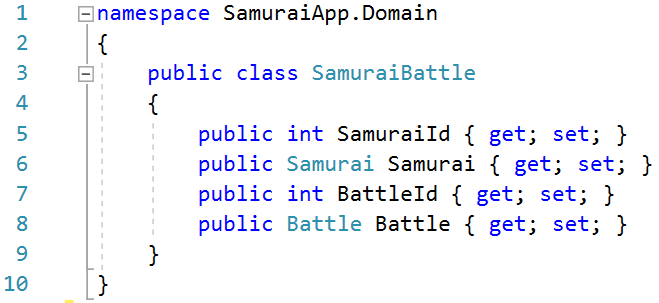 1 namespace SamuraiApp.Domain
2 {
3 public class SamuraiBattle
4 {
5 public int SamuraiId { get; set; }
6 public Samurai Samurai { get; set; }
7 public int BattleId { get; set; }
8 public Battle Battle { get; set; }
9 }
10 }